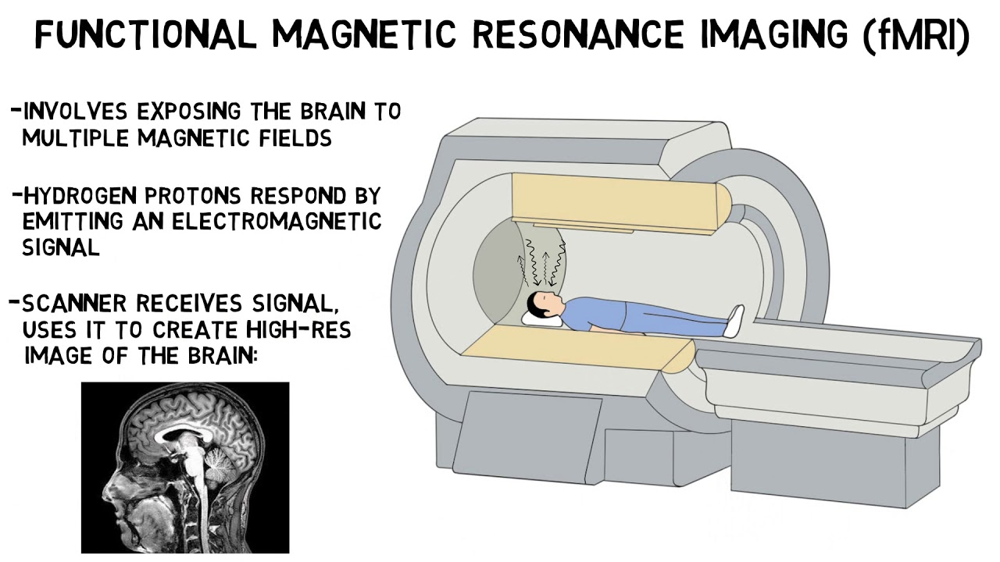 FUNCTIONAL MAGNETIC RESONANCE IMAGING (fMRI)
-INVOLVES EXPOSING THE BRAIN TO
MULTIPLE MAGNETIC FIELDS
-HYDROGEN PROTONS RESPOND BY
EMITTING AN ELECTROMAGNETIC
SIGNAL
-SCANNER RECEIVES SIGNAL,
USES IT TO CREATE HIGH-RES
IMAGE OF THE BRAIN: